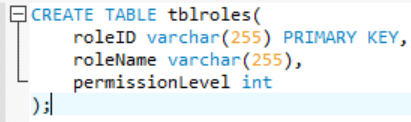 CREATE TABLE tblroles(
    roleID varchar(255) PRIMARY KEY,
    roleName varchar(255),
    permissionLevel int
);